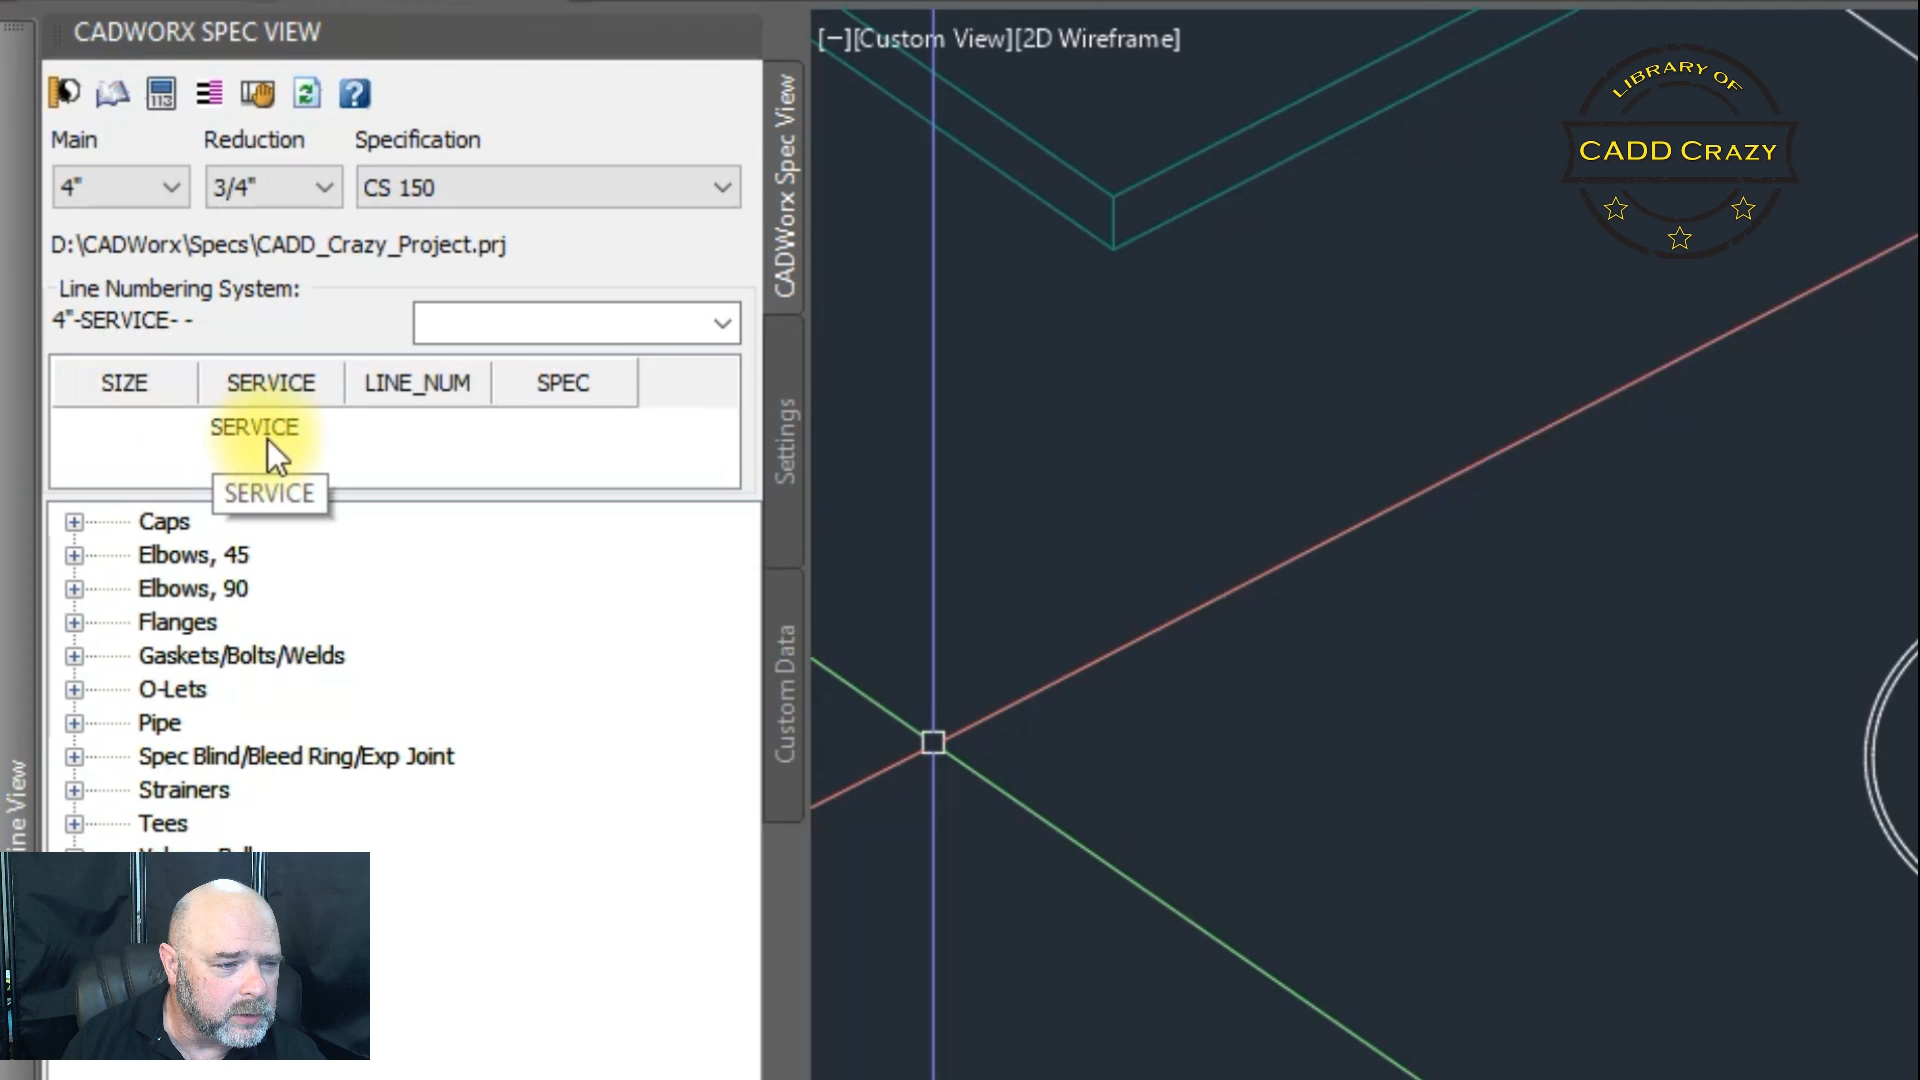 CADWORX SPEC VIEW
[−][Custom View][2D Wireframe]
LIBRARY OF
CADD CRAZY
113
Main
Reduction
Specification
4"
3/4"
CS 150
D:\CADWorx\Specs\CADD_Crazy_Project.prj
Line Numbering System:
4"-SERVICE- -
SIZE
SERVICE
LINE_NUM
SPEC
SERVICE
SERVICE
Caps
Elbows, 45
Elbows, 90
Flanges
Gaskets/Bolts/Welds
O-Lets
Pipe
Spec Blind/Bleed Ring/Exp Joint
Strainers
Tees
CADWorx Spec View
Settings
Custom Data
View